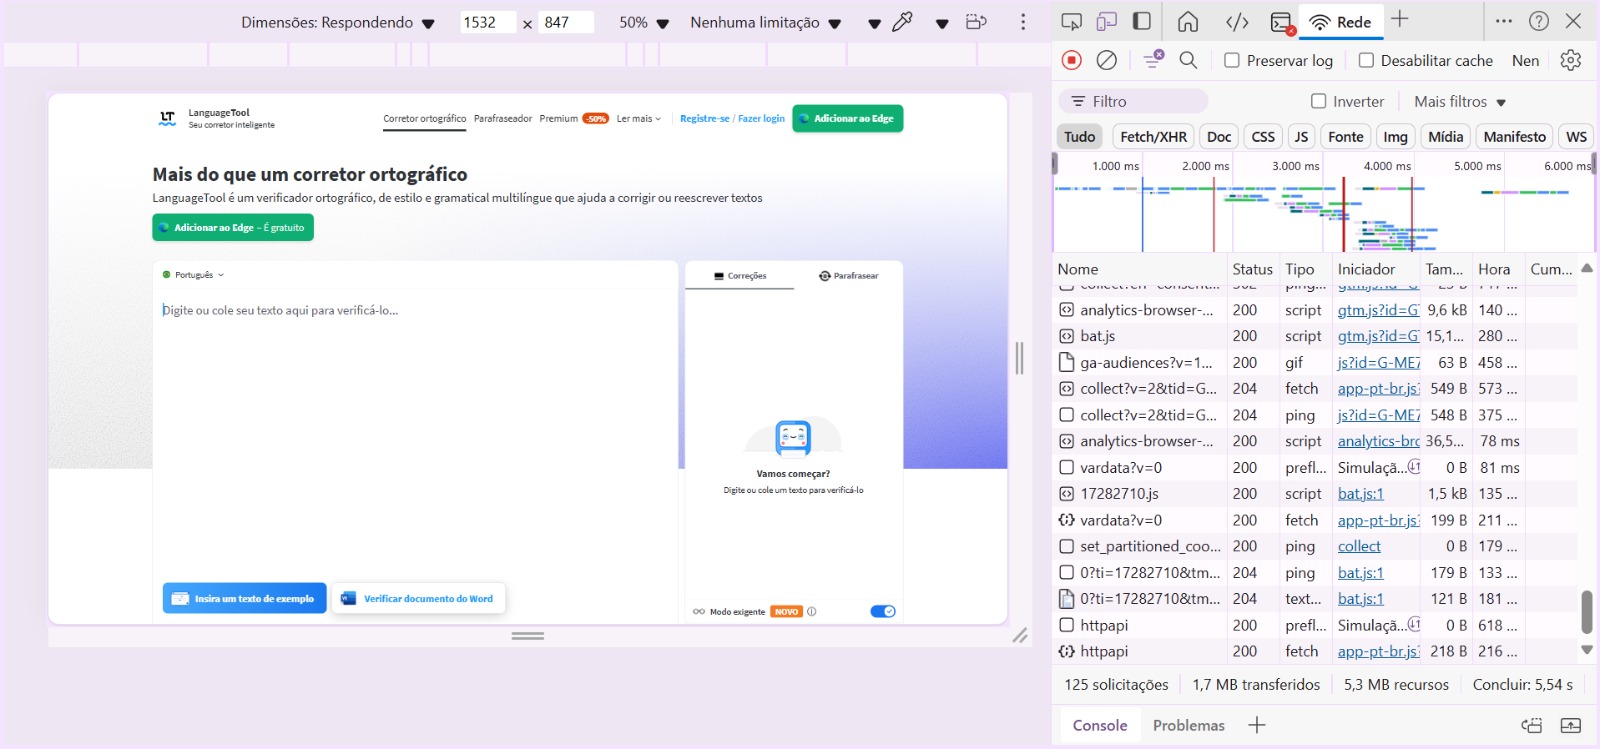 Dimensões: Respondendo 1532 × 847 50% Nenhuma limitação
LanguageTool
Seu corretor inteligente
Corretor ortográfico Parafraseador Premium -50% Ler mais Registre-se / Fazer login Adicionar ao Edge
Mais do que um corretor ortográfico
LanguageTool é um verificador ortográfico, de estilo e gramatical multilíngue que ajuda a corrigir ou reescrever textos
Adicionar ao Edge – É gratuito
Português
Digite ou cole seu texto aqui para verificá-lo...
Insira um texto de exemplo Verificar documento do Word
Correções Parafrasear
Vamos começar?
Digite ou cole um texto para verificá-lo
Modo exigente NOVO
Rede
Preservar log Desabilitar cache Nen
Filtro Inverter Mais filtros
Tudo Fetch/XHR Doc CSS JS Fonte Img Mídia Manifesto WS
1.000 ms 2.000 ms 3.000 ms 4.000 ms 5.000 ms 6.000 ms
Nome Status Tipo Iniciador Tam... Hora Cum...
analytics-browser-... 200 script gtm.js?id=G 9,6 kB 140 ...
bat.js 200 script gtm.js?id=G 15,1... 280 ...
ga-audiences?v=1... 200 gif js?id=G-ME7 63 B 458 ...
collect?v=2&tid=G... 204 fetch app-pt-br.js? 549 B 573 ...
collect?v=2&tid=G... 204 ping js?id=G-ME7 548 B 375 ...
analytics-browser-... 200 script analytics-bro 36,5... 78 ms
vardata?v=0 200 prefl... Simulaçã... 0 B 81 ms
17282710.js 200 script bat.js:1 1,5 kB 135 ...
vardata?v=0 200 fetch app-pt-br.js? 199 B 211 ...
set_partitioned_coo... 200 ping collect 0 B 179 ...
0?ti=17282710&tm... 204 ping bat.js:1 179 B 133 ...
0?ti=17282710&tm... 204 text... bat.js:1 121 B 181 ...
httpapi 200 prefl... Simulaçã... 0 B 618 ...
httpapi 200 fetch app-pt-br.js? 218 B 216 ...
125 solicitações 1,7 MB transferidos 5,3 MB recursos Concluir: 5,54 s
Console Problemas